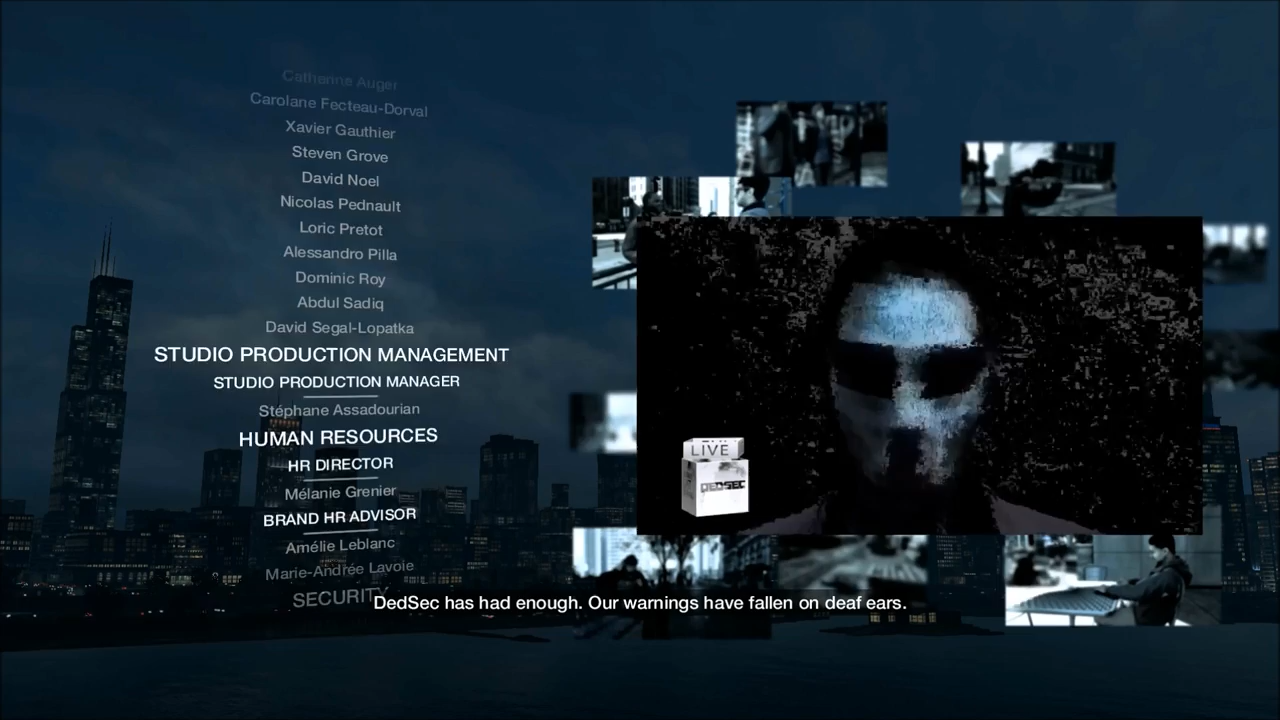 Catharine Auger
Carolane Fecteau-Dorval
Xavier Gauthier
Steven Grove
David Noel
Nicolas Pednault
Loric Pretot
Alessandro Pilla
Dominic Roy
Abdul Sadiq
David Segal-Lopatka
STUDIO PRODUCTION MANAGEMENT
STUDIO PRODUCTION MANAGER
Stéphane Assadourian
HUMAN RESOURCES
HR DIRECTOR
Mélanie Grenier
BRAND HR ADVISOR
Amélie Leblanc
Marie-Andrée Lavoie
SECURITY
LIVE
DEDSEC
DedSec has had enough. Our warnings have fallen on deaf ears.